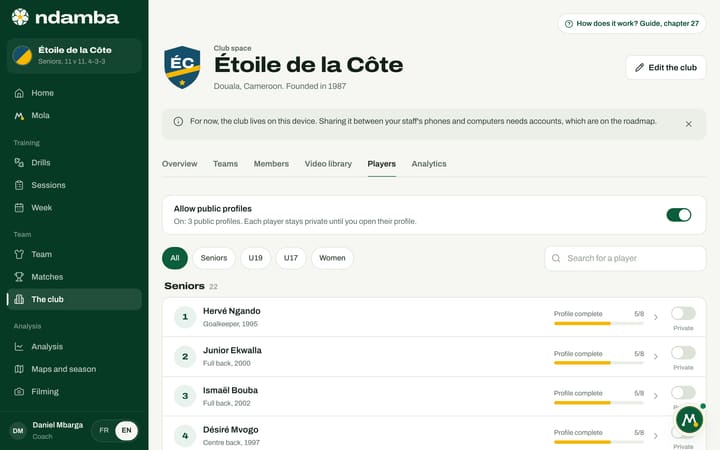 ndamba
Étoile de la Côte
Seniors, 11 v 11, 4-3-3
Home
Mola
Training
Drills
Sessions
Week
Team
Team
Matches
The club
Analysis
Analysis
Maps and season
Filming
DM
Daniel Mbarga
Coach
FR
EN
How does it work? Guide, chapter 27
ÉC
Club space
Étoile de la Côte
Douala, Cameroon. Founded in 1987
Edit the club
For now, the club lives on this device. Sharing it between your staff's phones and computers needs accounts, which are on the roadmap.
Overview
Teams
Members
Video library
Players
Analytics
Allow public profiles
On: 3 public profiles. Each player stays private until you open their profile.
All
Seniors
U19
U17
Women
Search for a player
Seniors 22
1
Hervé Ngando
Goalkeeper, 1995
Profile complete 5/8
Private
2
Junior Ekwalla
Full back, 2000
Profile complete 5/8
Private
3
Ismaël Bouba
Full back, 2002
Profile complete 5/8
4
Désiré Mvogo
Centre back, 1997
Profile complete 5/8
Private